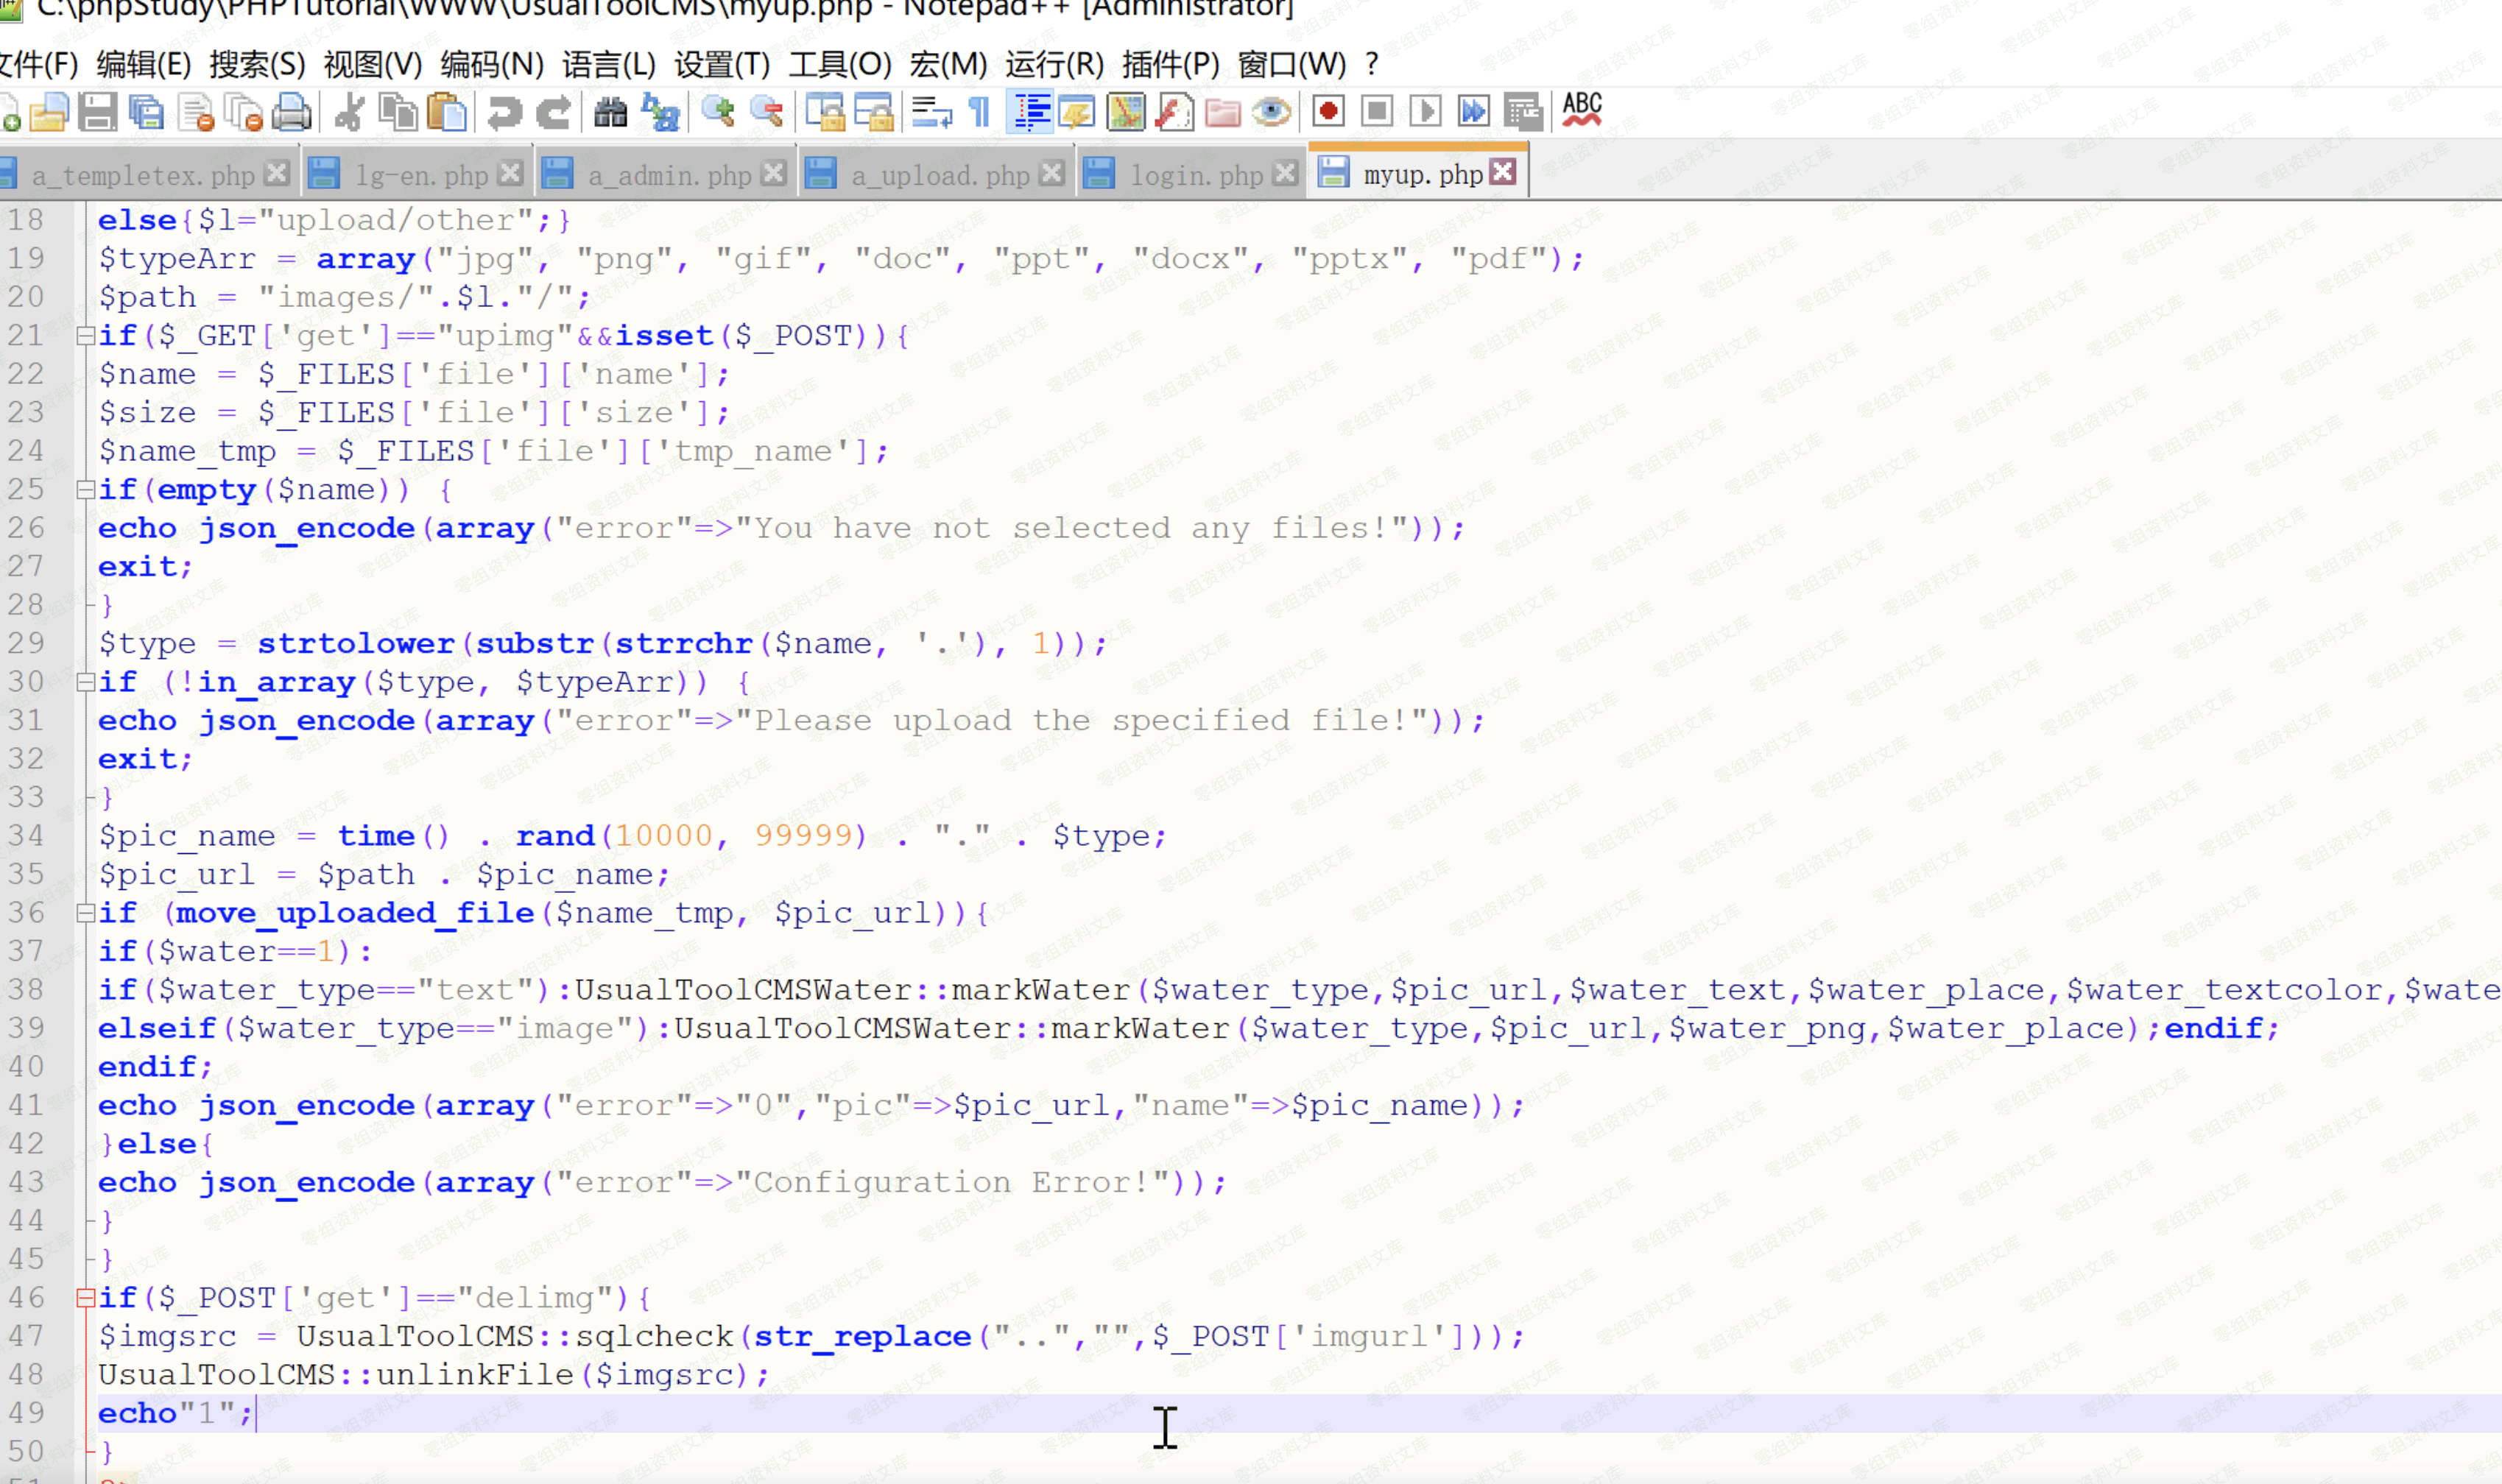 C:\phpStudy\PHPTutorial\WWW\UsualToolCMS\myup.php - Notepad++ [Administrator]
文件(F) 编辑(E) 搜索(S) 视图(V) 编码(N) 语言(L) 设置(T) 工具(O) 宏(M) 运行(R) 插件(P) 窗口(W) ?
ABC
a_templetex.php lg-en.php a_admin.php a_upload.php login.php myup.php
18 else{$l="upload/other";}
19 $typeArr = array("jpg", "png", "gif", "doc", "ppt", "docx", "pptx", "pdf");
20 $path = "images/".$l."/";
21 if($_GET['get']=="upimg"&&isset($_POST)){
22 $name = $_FILES['file']['name'];
23 $size = $_FILES['file']['size'];
24 $name_tmp = $_FILES['file']['tmp_name'];
25 if(empty($name)) {
26 echo json_encode(array("error"=>"You have not selected any files!"));
27 exit;
28 }
29 $type = strtolower(substr(strrchr($name, '.'), 1));
30 if (!in_array($type, $typeArr)) {
31 echo json_encode(array("error"=>"Please upload the specified file!"));
32 exit;
33 }
34 $pic_name = time() . rand(10000, 99999) . "." . $type;
35 $pic_url = $path . $pic_name;
36 if (move_uploaded_file($name_tmp, $pic_url)){
37 if($water==1):
38 if($water_type=="text"):UsualToolCMSWater::markWater($water_type,$pic_url,$water_text,$water_place,$water_textcolor,$wate
39 elseif($water_type=="image"):UsualToolCMSWater::markWater($water_type,$pic_url,$water_png,$water_place);endif;
40 endif;
41 echo json_encode(array("error"=>"0","pic"=>$pic_url,"name"=>$pic_name));
42 }else{
43 echo json_encode(array("error"=>"Configuration Error!"));
44 }
45 }
46 if($_POST['get']=="delimg"){
47 $imgsrc = UsualToolCMS::sqlcheck(str_replace("..","",$_POST['imgurl']));
48 UsualToolCMS::unlinkFile($imgsrc);
49 echo"1";
50 }
零组资料文库